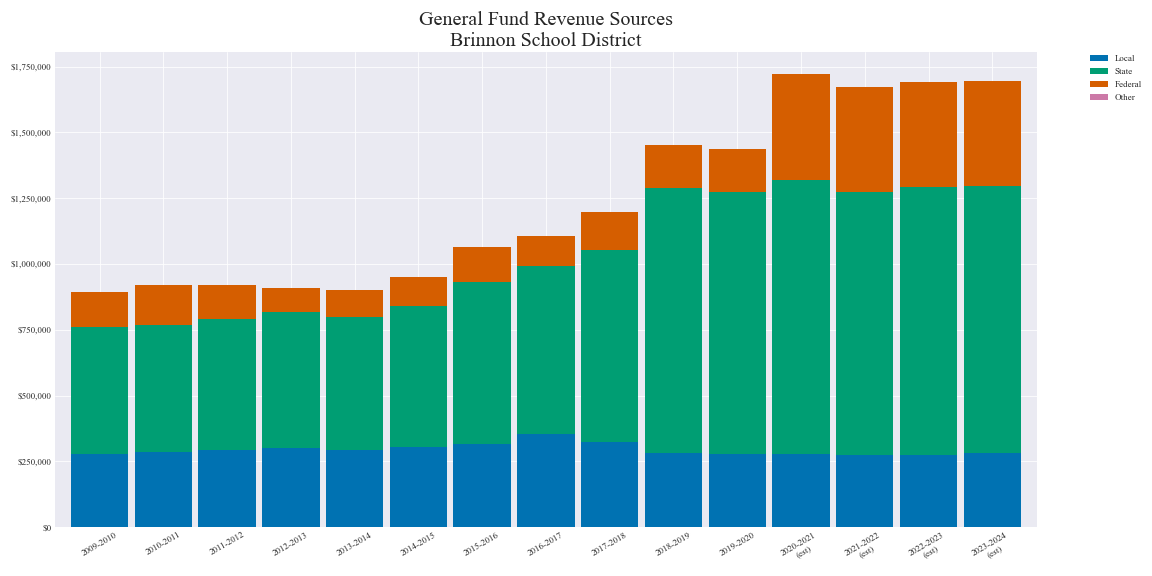 General Fund Revenue Sources
Brinnon School District
Local
State
Federal
Other
$1,750,000
$1,500,000
$1,250,000
$1,000,000
$750,000
$500,000
$250,000
$0
2009-2010
2010-2011
2011-2012
2012-2013
2013-2014
2014-2015
2015-2016
2016-2017
2017-2018
2018-2019
2019-2020
2020-2021
(est)
2021-2022
(est)
2022-2023
(est)
2023-2024
(est)